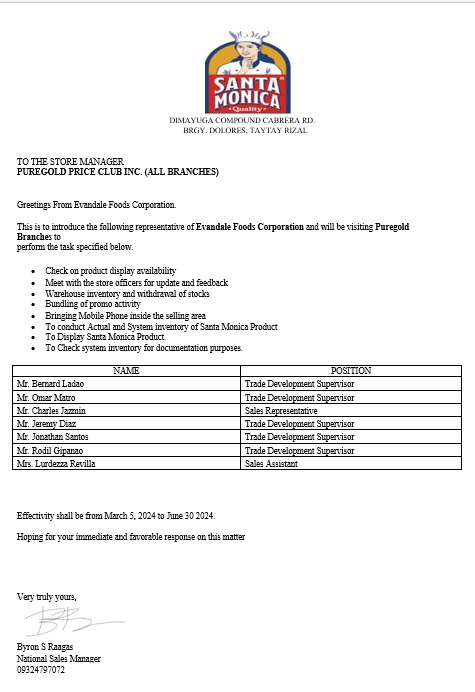 SANTA
MONICA
Quality
DIMAYUGA COMPOUND CABRERA RD.
BRGY. DOLORES, TAYTAY RIZAL
TO THE STORE MANAGER
PUREGOLD PRICE CLUB INC. (ALL BRANCHES)
Greetings From Evandale Foods Corporation.
This is to introduce the following representative of Evandale Foods Corporation and will be visiting Puregold
Branches to
perform the task specified below.
• Check on product display availability
• Meet with the store officers for update and feedback
• Warehouse inventory and withdrawal of stocks
• Bundling of promo activity
• Bringing Mobile Phone inside the selling area
• To conduct Actual and System inventory of Santa Monica Product
• To Display Santa Monica Product.
• To Check system inventory for documentation purposes.
NAME POSITION
Mr. Bernard Ladao Trade Development Supervisor
Mr. Omar Matro Trade Development Supervisor
Mr. Charles Jazmin Sales Representative
Mr. Jeremy Diaz Trade Development Supervisor
Mr. Jonathan Santos Trade Development Supervisor
Mr. Rodil Gipanao Trade Development Supervisor
Mrs. Lurdezza Revilla Sales Assistant
Effectivity shall be from March 5, 2024 to June 30 2024.
Hoping for your immediate and favorable response on this matter
Very truly yours,
Byron S Raagas
National Sales Manager
09324797072